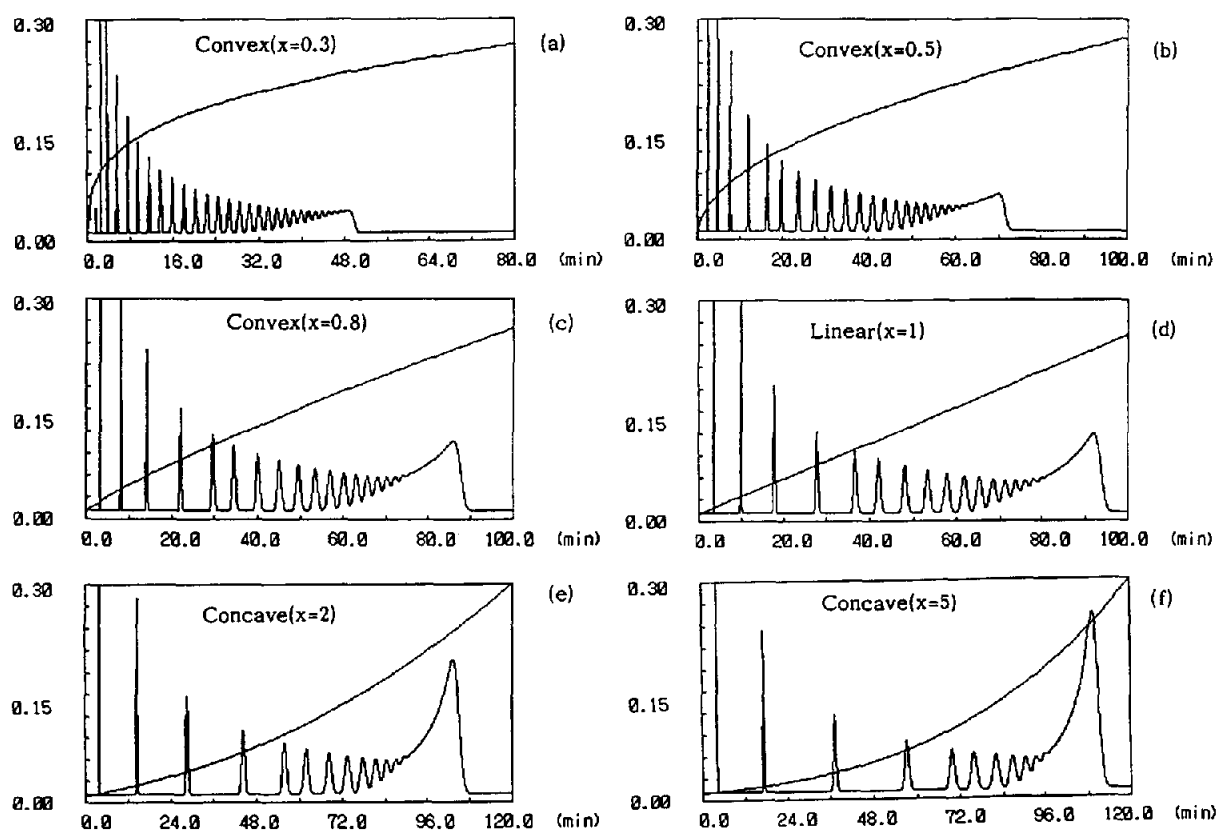 0.30
Convex(x=0.3)
(a)
0.15
0.00
0.0 16.0 32.0 48.0 64.0 80.0 (min)
0.30
Convex(x=0.5)
(b)
0.15
0.00
0.0 20.0 40.0 60.0 80.0 100.0 (min)
0.30
Convex(x=0.8)
(c)
0.15
0.00
0.0 20.0 40.0 60.0 80.0 100.0 (min)
0.30
Linear(x=1)
(d)
0.15
0.00
0.0 20.0 40.0 60.0 80.0 100.0 (min)
0.30
Concave(x=2)
(e)
0.15
0.00
0.0 24.0 48.0 72.0 96.0 120.0 (min)
0.30
Concave(x=5)
(f)
0.15
0.00
0.0 24.0 48.0 72.0 96.0 120.0 (min)